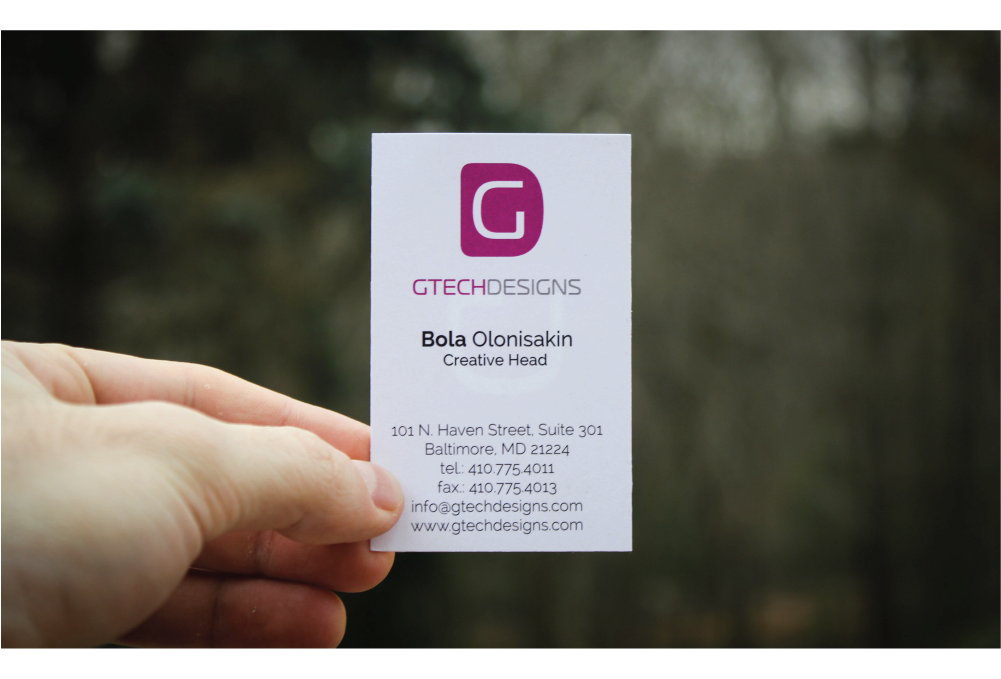 G
GTECHDESIGNS
Bola Olonisakin
Creative Head
101 N. Haven Street, Suite 301
Baltimore, MD 21224
tel.: 410.775.4011
fax.: 410.775.4013
info@gtechdesigns.com
www.gtechdesigns.com